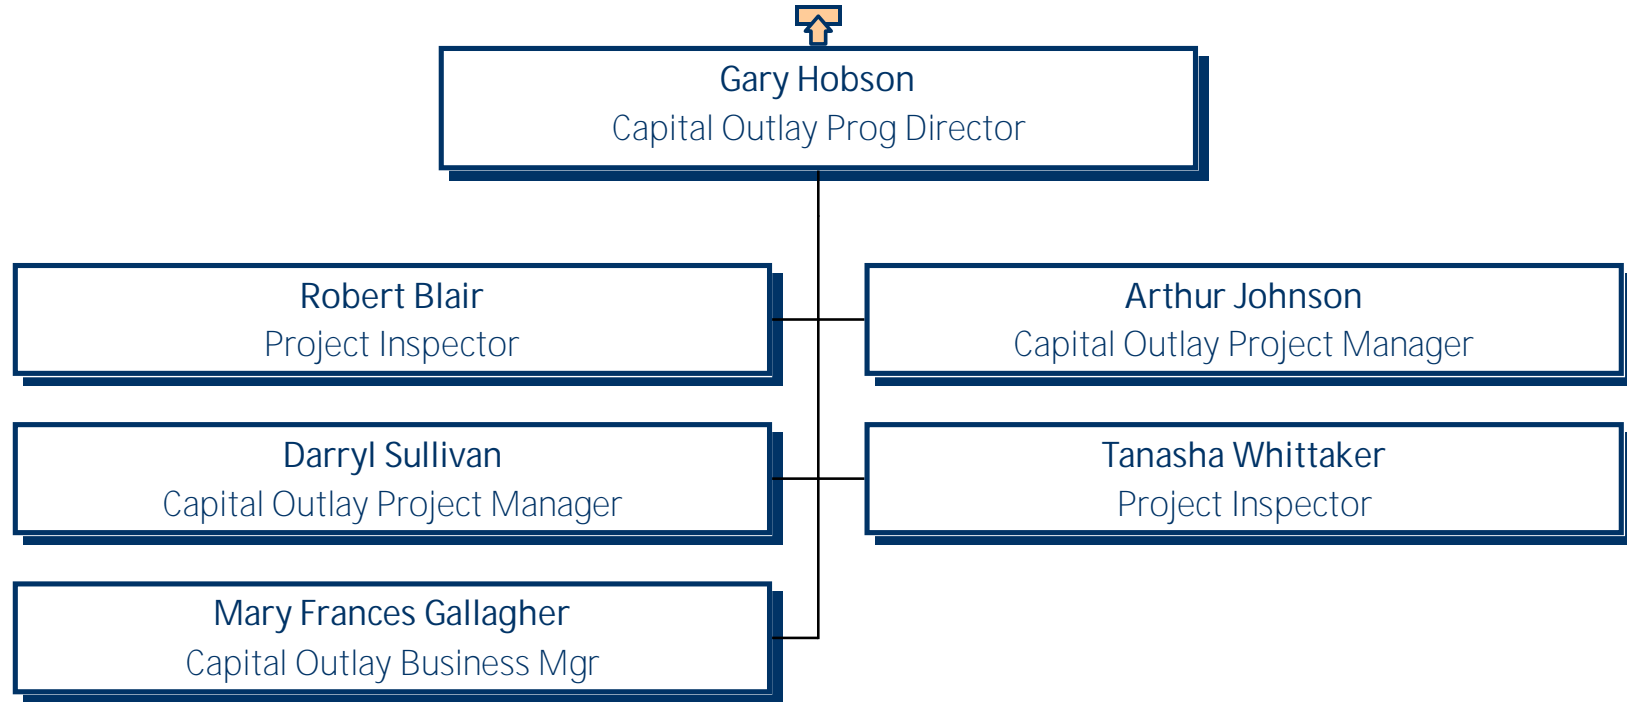 Gary Hobson
Capital Outlay Prog Director
Robert Blair
Project Inspector
Arthur Johnson
Capital Outlay Project Manager
Darryl Sullivan
Capital Outlay Project Manager
Tanasha Whittaker
Project Inspector
Mary Frances Gallagher
Capital Outlay Business Mgr